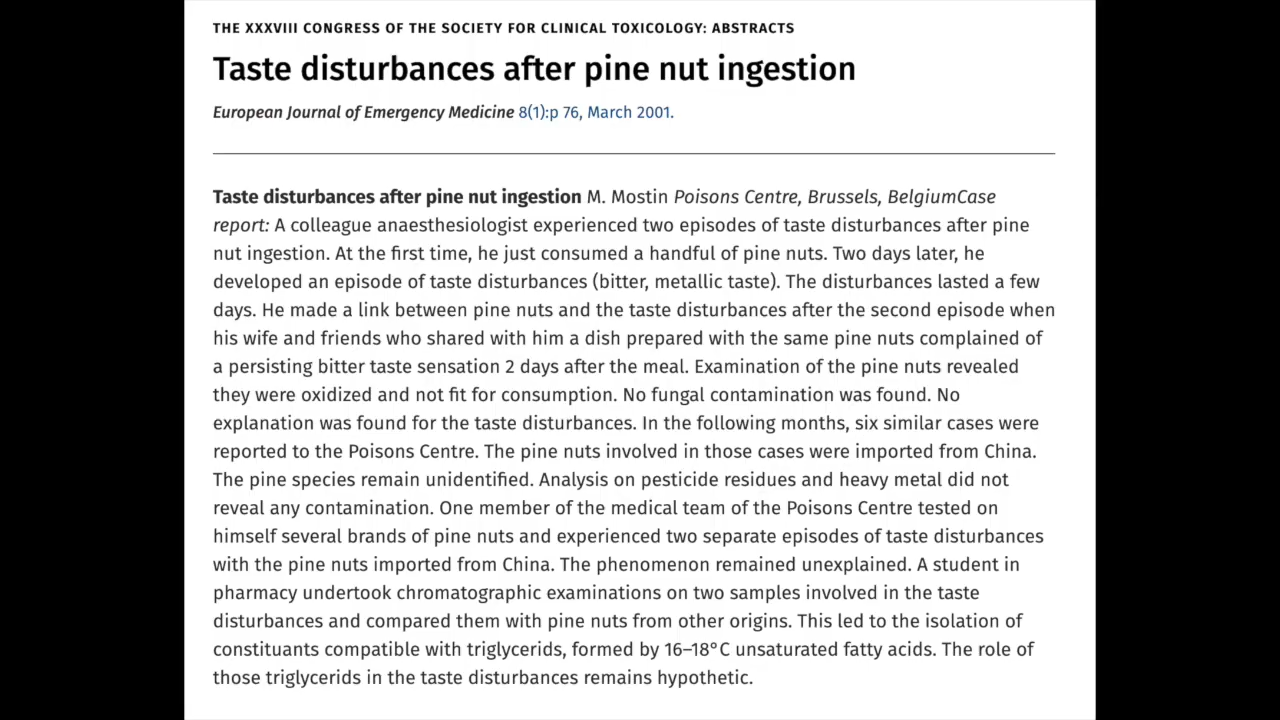 THE XXXVIII CONGRESS OF THE SOCIETY FOR CLINICAL TOXICOLOGY: ABSTRACTS
Taste disturbances after pine nut ingestion
European Journal of Emergency Medicine 8(1):p 76, March 2001.
Taste disturbances after pine nut ingestion M. Mostin Poisons Centre, Brussels, BelgiumCase
report: A colleague anaesthesiologist experienced two episodes of taste disturbances after pine
nut ingestion. At the first time, he just consumed a handful of pine nuts. Two days later, he
developed an episode of taste disturbances (bitter, metallic taste). The disturbances lasted a few
days. He made a link between pine nuts and the taste disturbances after the second episode when
his wife and friends who shared with him a dish prepared with the same pine nuts complained of
a persisting bitter taste sensation 2 days after the meal. Examination of the pine nuts revealed
they were oxidized and not fit for consumption. No fungal contamination was found. No
explanation was found for the taste disturbances. In the following months, six similar cases were
reported to the Poisons Centre. The pine nuts involved in those cases were imported from China.
The pine species remain unidentified. Analysis on pesticide residues and heavy metal did not
reveal any contamination. One member of the medical team of the Poisons Centre tested on
himself several brands of pine nuts and experienced two separate episodes of taste disturbances
with the pine nuts imported from China. The phenomenon remained unexplained. A student in
pharmacy undertook chromatographic examinations on two samples involved in the taste
disturbances and compared them with pine nuts from other origins. This led to the isolation of
constituants compatible with triglycerids, formed by 16–18°C unsaturated fatty acids. The role of
those triglycerids in the taste disturbances remains hypothetic.